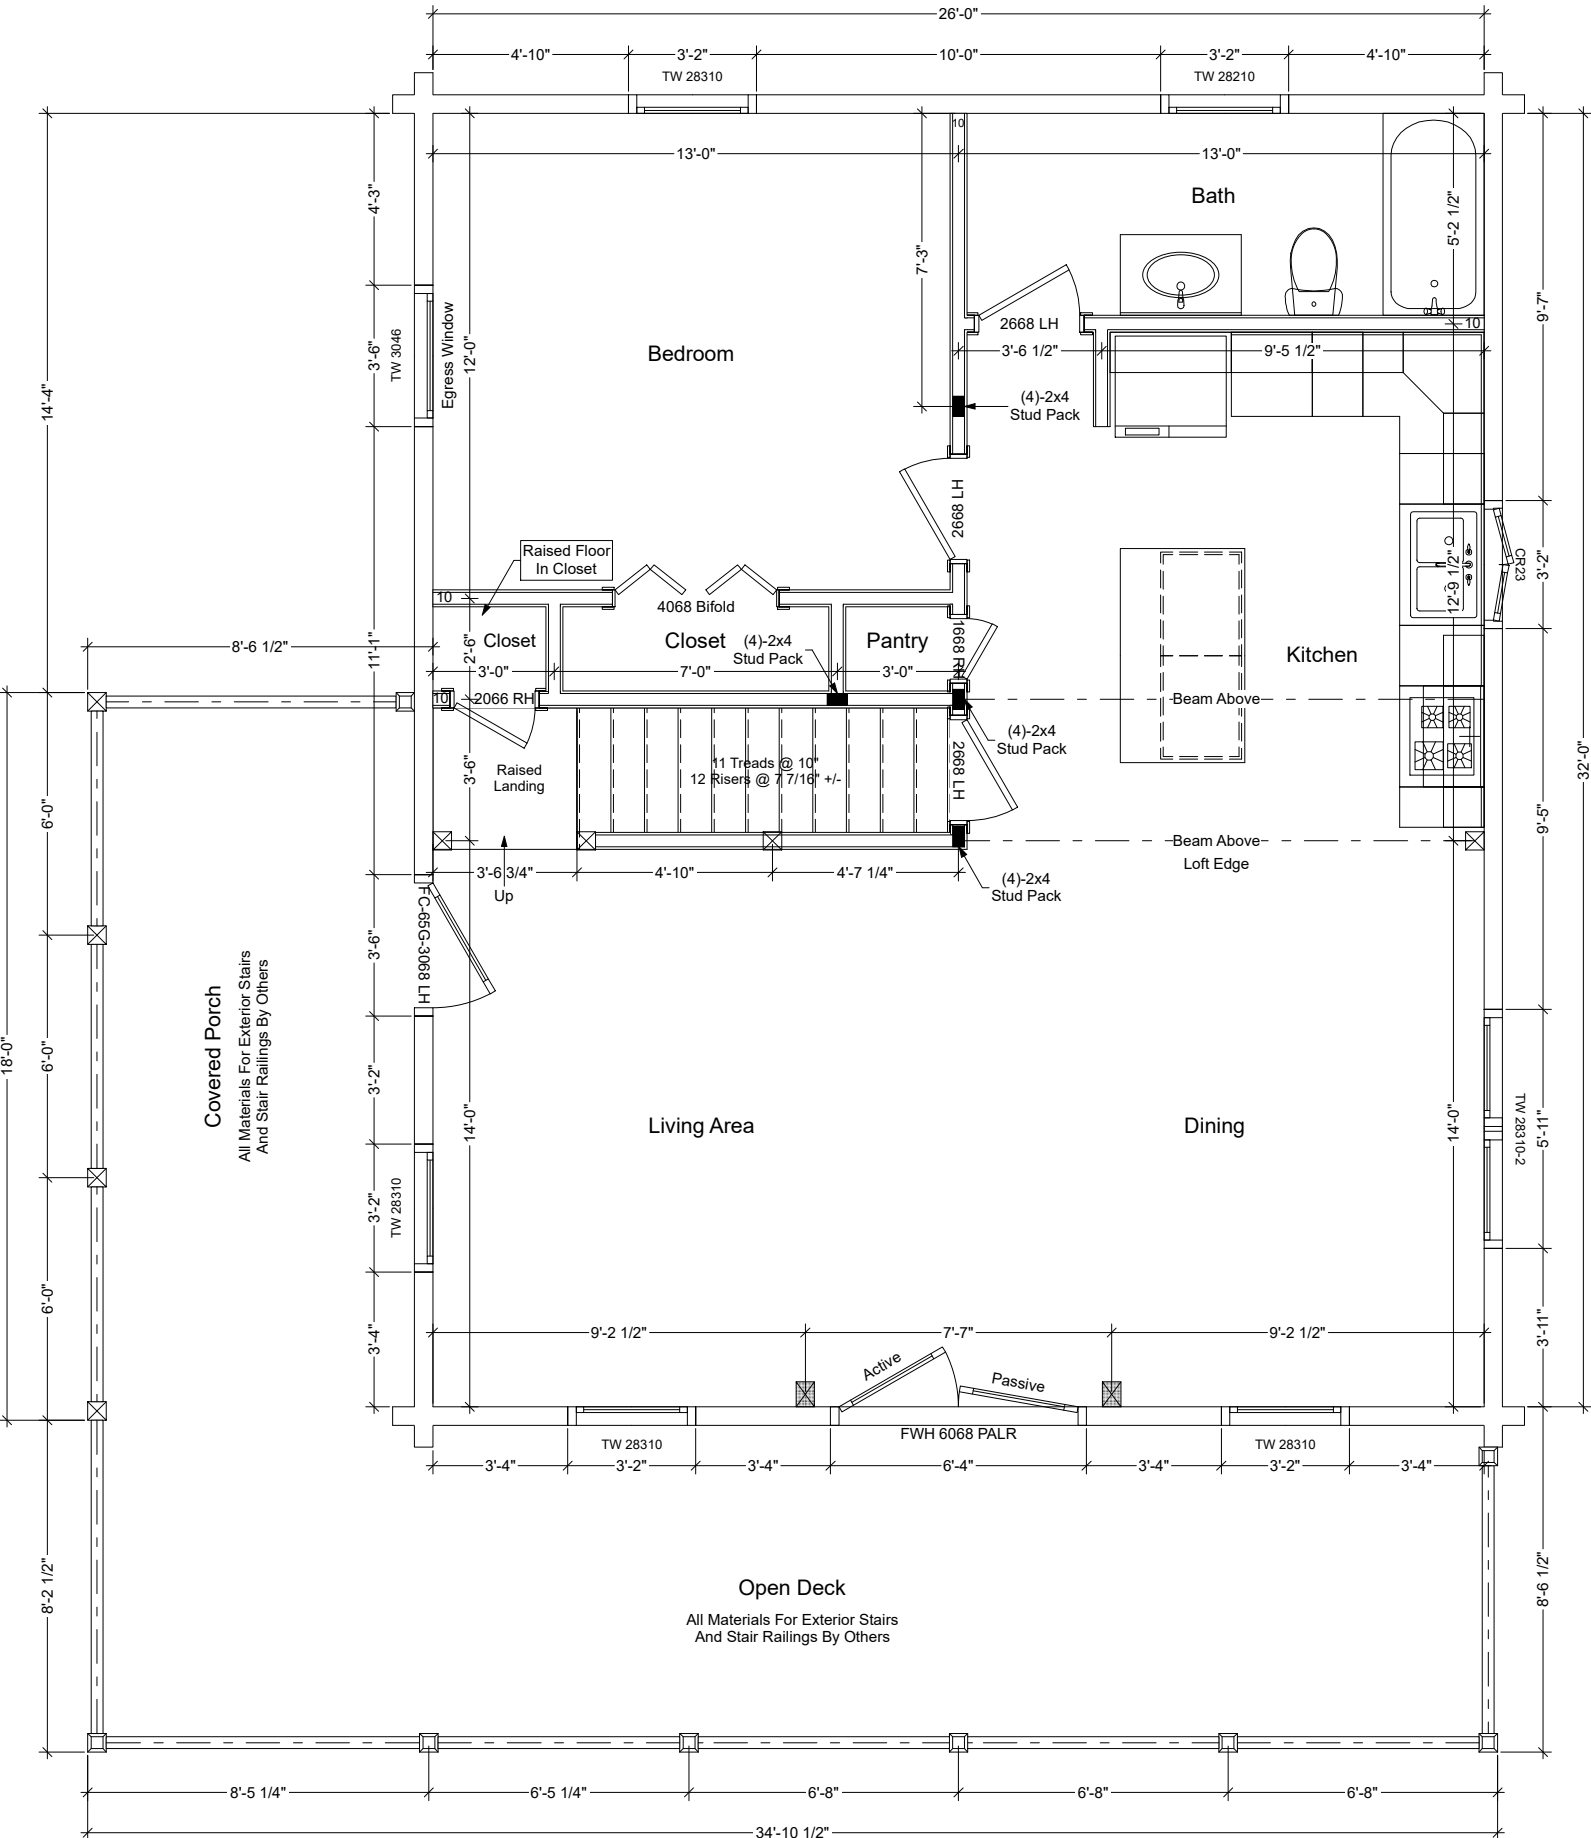 26'-0"
4'-10"
3'-2"
10'-0"
3'-2"
4'-10"
TW 28310
TW 28210
10
13'-0"
13'-0"
Bath
4'-3"
5'-2 1/2"
7'-3"
9'-7"
Egress Window
TW 3046
3'-6"
12'-0"
2668 LH
10
3'-6 1/2"
9'-5 1/2"
Bedroom
14'-4"
(4)-2x4
Stud Pack
2668 LH
Raised Floor
In Closet
CR23
3'-2"
12'-9 1/2"
10
4068 Bifold
Closet
Closet
(4)-2x4
Stud Pack
Pantry
1668 RH
Kitchen
8'-6 1/2"
11'-1"
2'-6"
3'-0"
7'-0"
3'-0"
10
2066 RH
Beam Above
(4)-2x4
Stud Pack
32'-0"
3'-6"
Raised
Landing
11 Treads @ 10"
12 Risers @ 7 7/16" +/-
2668 LH
6'-0"
9'-5"
Beam Above
Loft Edge
3'-6 3/4"
4'-10"
4'-7 1/4"
Up
(4)-2x4
Stud Pack
FC-65G-3068 LH
3'-6"
Covered Porch
All Materials For Exterior Stairs
And Stair Railings By Others
18'-0"
6'-0"
3'-2"
14'-0"
Living Area
Dining
14'-0"
TW 28310-2
5'-11"
3'-2"
TW 28310
6'-0"
3'-4"
9'-2 1/2"
7'-7"
9'-2 1/2"
3'-11"
Active
Passive
FWH 6068 PALR
TW 28310
TW 28310
3'-4"
3'-2"
3'-4"
6'-4"
3'-4"
3'-2"
3'-4"
8'-2 1/2"
8'-6 1/2"
Open Deck
All Materials For Exterior Stairs
And Stair Railings By Others
8'-5 1/4"
6'-5 1/4"
6'-8"
6'-8"
6'-8"
34'-10 1/2"